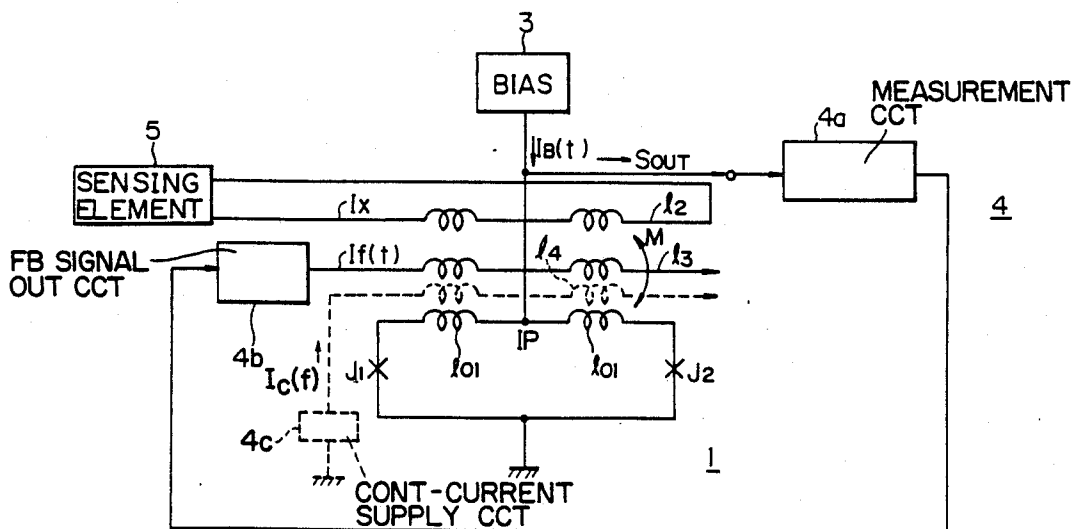 3
BIAS
MEASUREMENT
CCT
4a
5
IB(t)
SOUT
SENSING
ELEMENT
Ix
l2
4
M
FB SIGNAL
OUT CCT
If(t)
l4
l3
IP
4b
Ic(f)
J1
l01
l01
J2
4c
1
CONT-CURRENT
SUPPLY CCT